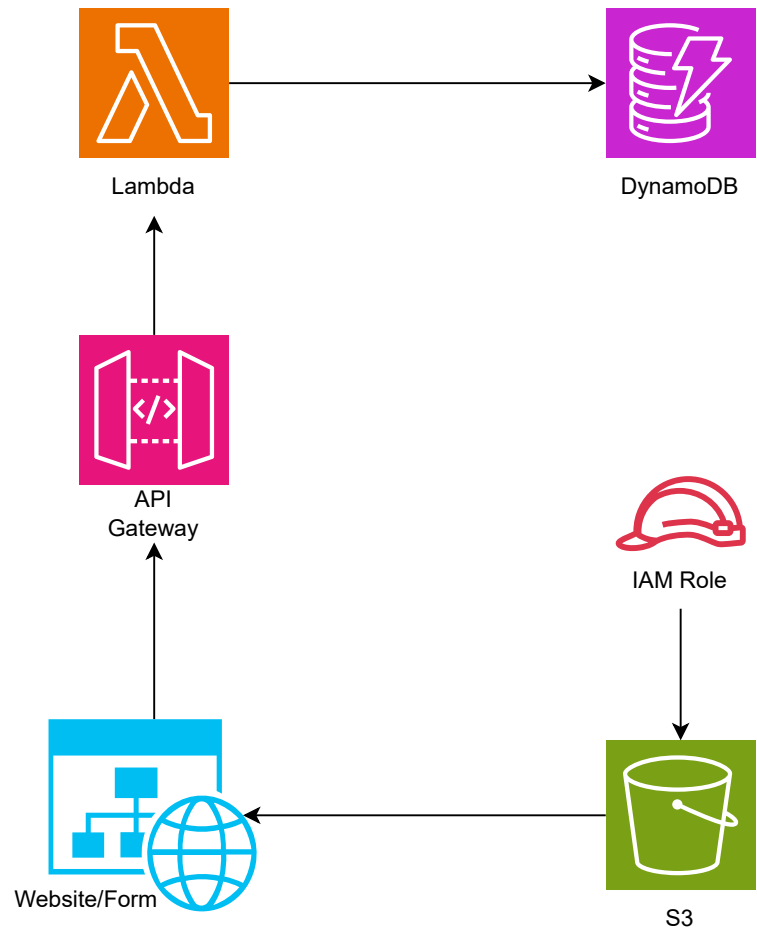 Lambda
DynamoDB
</>
API
Gateway
IAM Role
Website/Form
S3